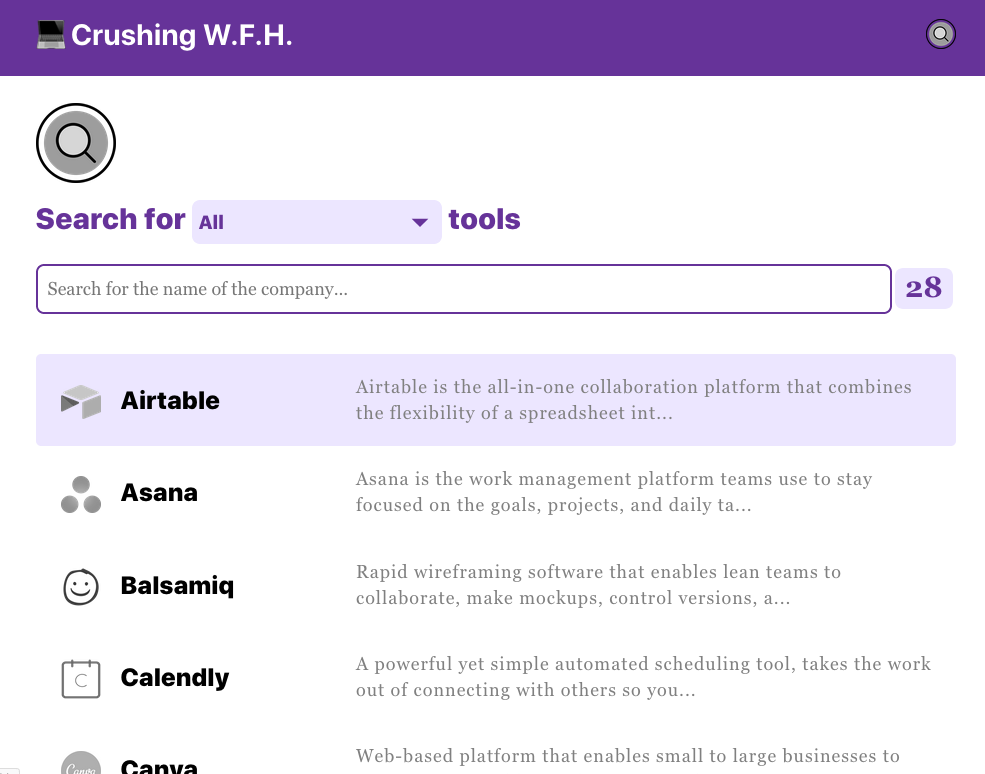 Crushing W.F.H.
Search for All tools
Search for the name of the company...
28
Airtable
Airtable is the all-in-one collaboration platform that combines
the flexibility of a spreadsheet int...
Asana
Asana is the work management platform teams use to stay
focused on the goals, projects, and daily ta...
Balsamiq
Rapid wireframing software that enables lean teams to
collaborate, make mockups, control versions, a...
C
Calendly
A powerful yet simple automated scheduling tool, takes the work
out of connecting with others so you...
Canva
Canva
Web-based platform that enables small to large businesses to